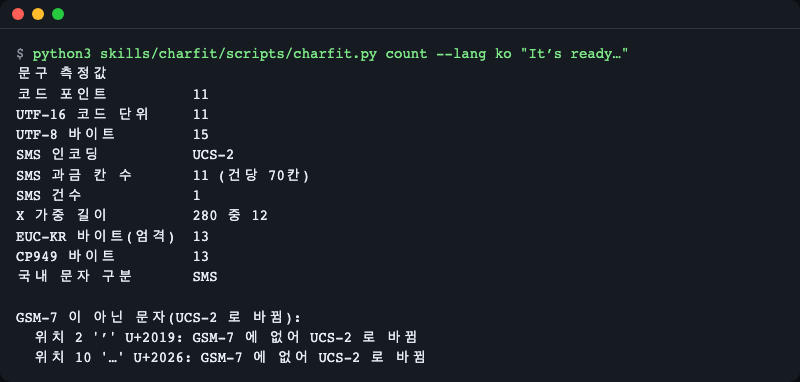 $ python3 skills/charfit/scripts/charfit.py count --lang ko "It’s ready…"
문구 측정값
코드 포인트 11
UTF-16 코드 단위 11
UTF-8 바이트 15
SMS 인코딩 UCS-2
SMS 과금 칸 수 11 (건당 70칸)
SMS 건수 1
X 가중 길이 280 중 12
EUC-KR 바이트(엄격) 13
CP949 바이트 13
국내 문자 구분 SMS
GSM-7 이 아닌 문자(UCS-2 로 바뀜):
위치 2 '’' U+2019: GSM-7 에 없어 UCS-2 로 바뀜
위치 10 '…' U+2026: GSM-7 에 없어 UCS-2 로 바뀜